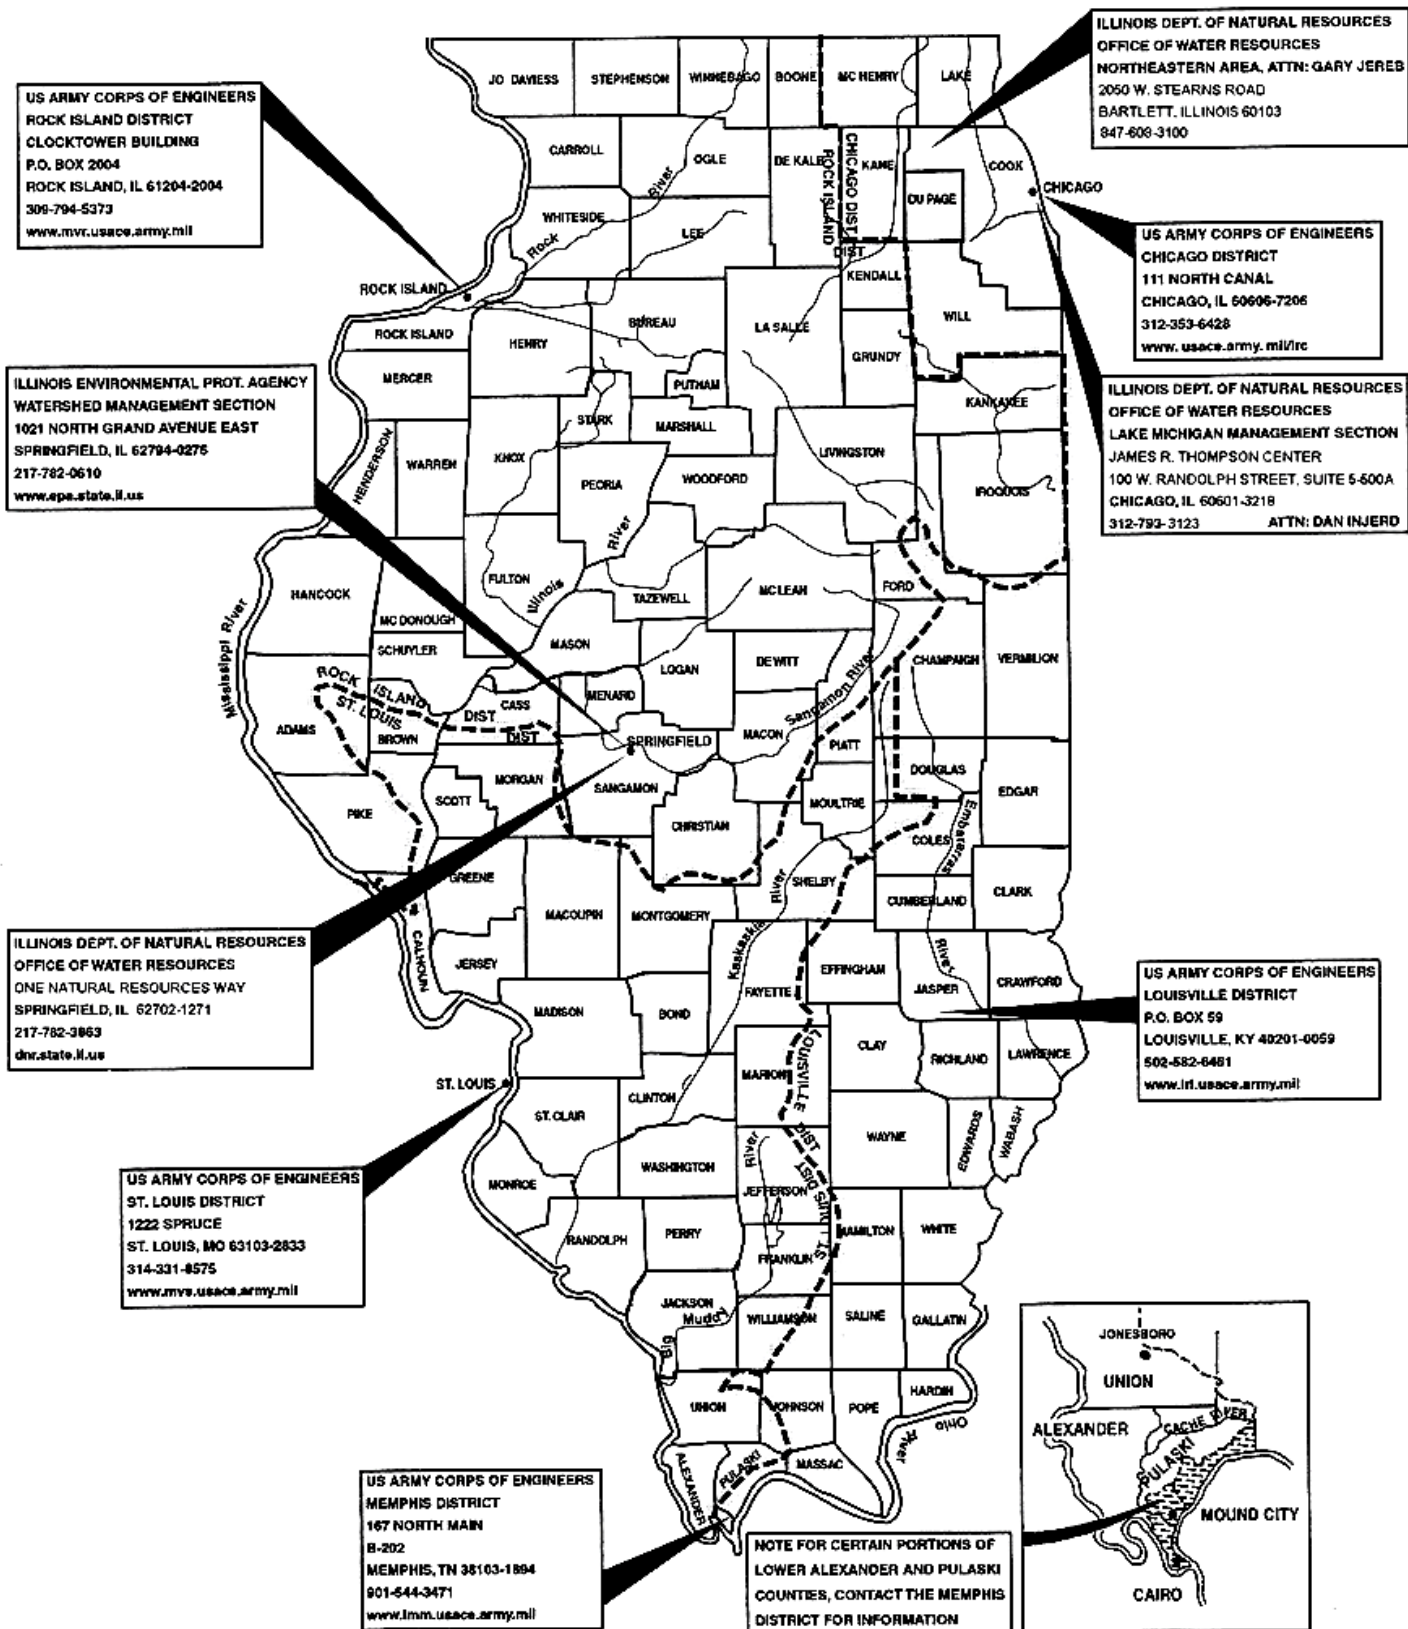 ILLINOIS DEPT. OF NATURAL RESOURCES
OFFICE OF WATER RESOURCES
NORTHEASTERN AREA, ATTN: GARY JEREB
2050 W. STEARNS ROAD
BARTLETT, ILLINOIS 60103
847-608-3100
US ARMY CORPS OF ENGINEERS
ROCK ISLAND DISTRICT
CLOCKTOWER BUILDING
P.O. BOX 2004
ROCK ISLAND, IL 61204-2004
309-794-5373
www.mvr.usace.army.mil
US ARMY CORPS OF ENGINEERS
CHICAGO DISTRICT
111 NORTH CANAL
CHICAGO, IL 60606-7206
312-353-6428
www. usace.army. mil/lrc
ILLINOIS ENVIRONMENTAL PROT. AGENCY
WATERSHED MANAGEMENT SECTION
1021 NORTH GRAND AVENUE EAST
SPRINGFIELD, IL 62794-0276
217-782-0610
www.epa.state.il.us
ILLINOIS DEPT. OF NATURAL RESOURCES
OFFICE OF WATER RESOURCES
LAKE MICHIGAN MANAGEMENT SECTION
JAMES R. THOMPSON CENTER
100 W. RANDOLPH STREET, SUITE 5-500A
CHICAGO, IL 60601-3218
312-793-3123 ATTN: DAN INJERD
JO DAVIESS STEPHENSON WINNEBAGO BOONE MC HENRY LAKE
CARROLL OGLE DE KALB KANE COOK
ROCK ISLAND DIST
CHICAGO DIST.
CHICAGO
DU PAGE
WHITESIDE LEE
Rock River
KENDALL
ROCK ISLAND
ROCK ISLAND HENRY BUREAU LA SALLE GRUNDY WILL
MERCER PUTNAM KANKAKEE
STARK MARSHALL
HENDERSON WARREN KNOX PEORIA WOODFORD LIVINGSTON IROQUOIS
Illinois River
HANCOCK MC DONOUGH FULTON TAZEWELL MC LEAN FORD
Mississippi River
SCHUYLER MASON LOGAN DE WITT CHAMPAIGN VERMILION
Sangamon River
ROCK ISLAND DIST
ST. LOUIS DIST
ADAMS BROWN CASS MENARD SPRINGFIELD MACON PIATT
PIKE SCOTT MORGAN SANGAMON CHRISTIAN MOULTRIE DOUGLAS EDGAR
COLES
Embararras River
GREENE MACOUPIN MONTGOMERY SHELBY CUMBERLAND CLARK
Kaskaskia River
CALHOUN JERSEY FAYETTE EFFINGHAM JASPER CRAWFORD
MADISON BOND CLAY RICHLAND LAWRENCE
ILLINOIS DEPT. OF NATURAL RESOURCES
OFFICE OF WATER RESOURCES
ONE NATURAL RESOURCES WAY
SPRINGFIELD, IL 62702-1271
217-782-3863
dnr.state.il.us
US ARMY CORPS OF ENGINEERS
LOUISVILLE DISTRICT
P.O. BOX 59
LOUISVILLE, KY 40201-0059
502-582-6461
www.lrl.usace.army.mil
ST. LOUIS
ST. CLAIR CLINTON MARION WAYNE EDWARDS WABASH
LOUISVILLE DIST
ST. LOUIS DIST
MONROE WASHINGTON JEFFERSON
RANDOLPH PERRY FRANKLIN HAMILTON WHITE
JACKSON WILLIAMSON SALINE GALLATIN
Big Muddy River
UNION JOHNSON POPE HARDIN
Ohio River
ALEXANDER PULASKI MASSAC
US ARMY CORPS OF ENGINEERS
ST. LOUIS DISTRICT
1222 SPRUCE
ST. LOUIS, MO 63103-2833
314-331-8575
www.mvs.usace.army.mil
US ARMY CORPS OF ENGINEERS
MEMPHIS DISTRICT
167 NORTH MAIN
B-202
MEMPHIS, TN 38103-1894
901-544-3471
www.lmm.usace.army.mil
NOTE FOR CERTAIN PORTIONS OF
LOWER ALEXANDER AND PULASKI
COUNTIES, CONTACT THE MEMPHIS
DISTRICT FOR INFORMATION
JONESBORO
UNION
ALEXANDER
CACHE RIVER
PULASKI
MOUND CITY
CAIRO